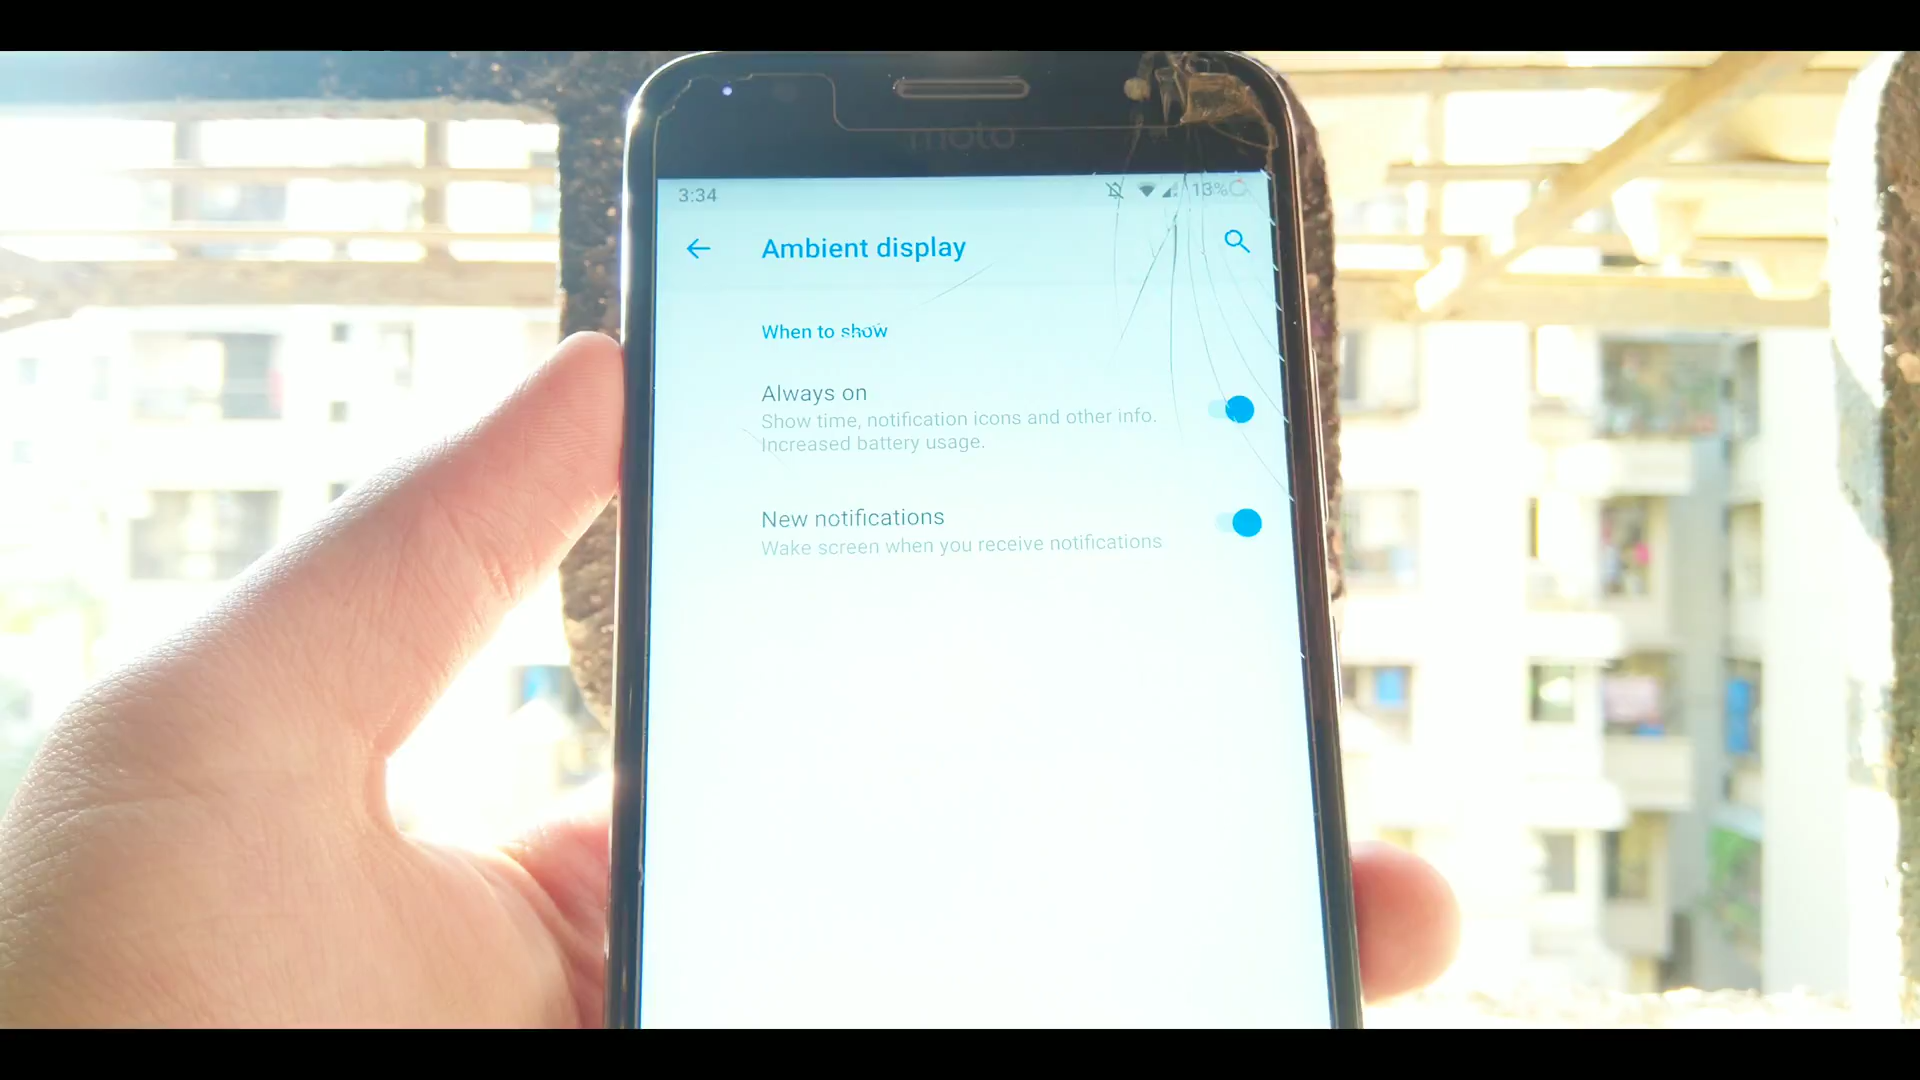 moto
3:34
13%
Ambient display
When to show
Always on
Show time, notification icons and other info.
Increased battery usage.
New notifications
Wake screen when you receive notifications